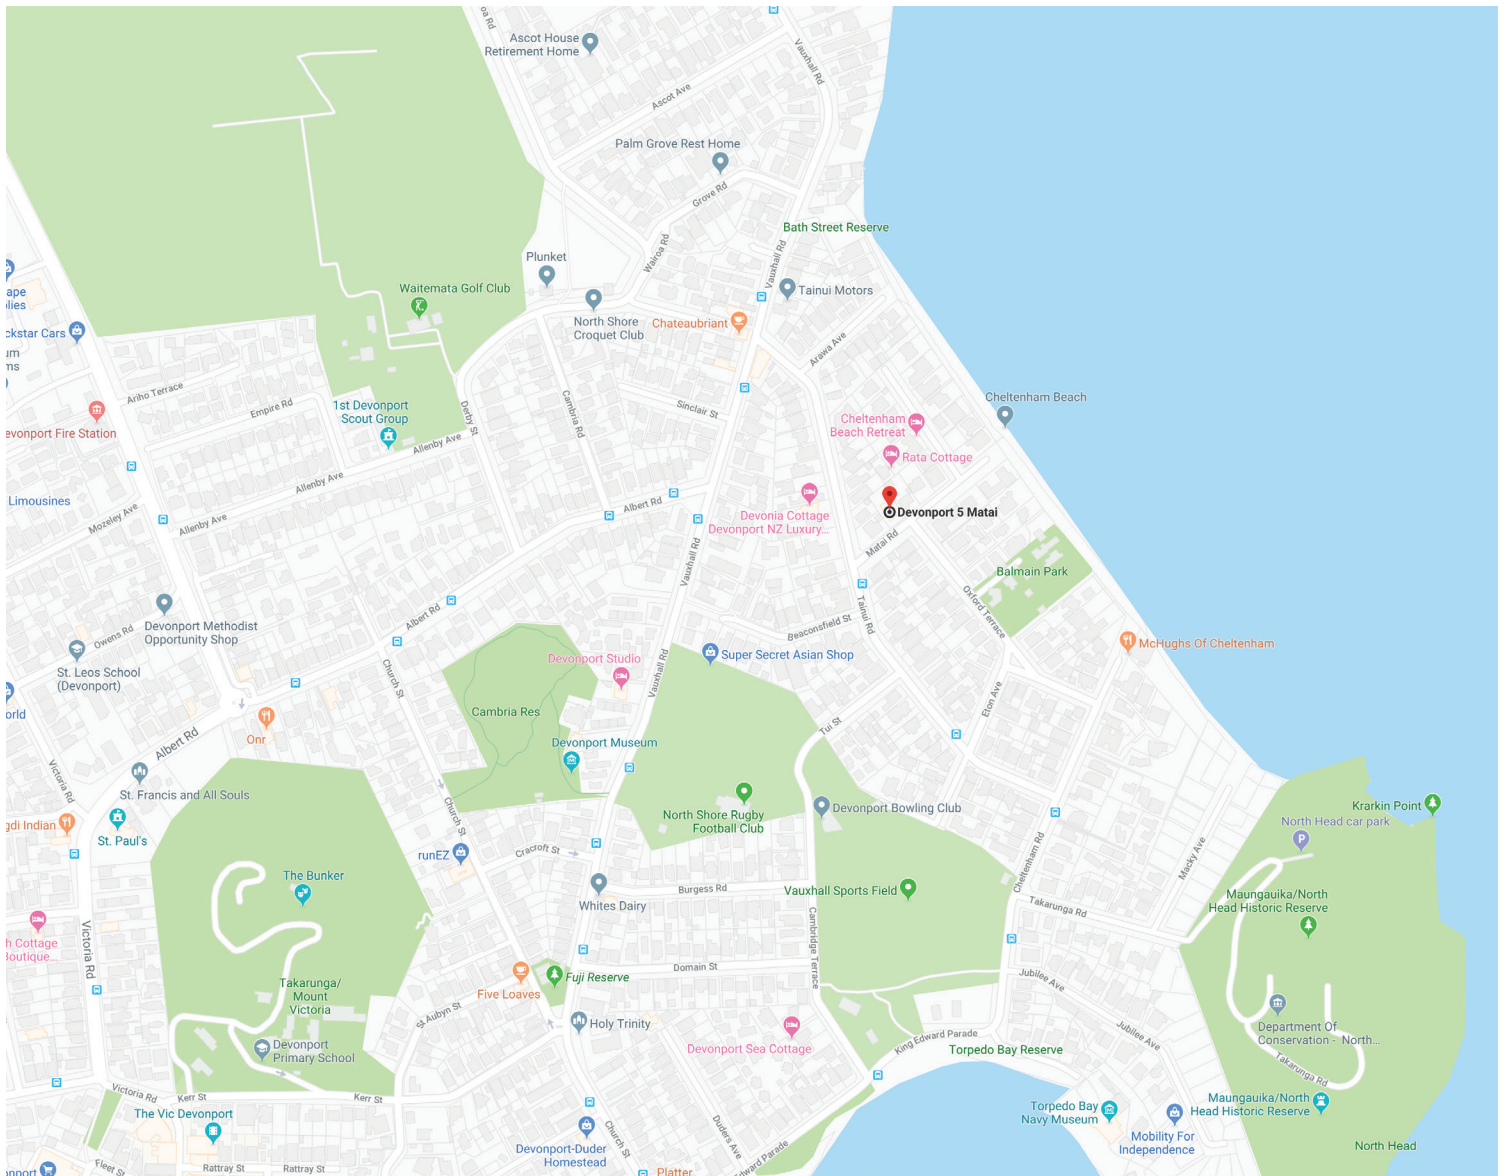 oa Rd
Ascot House
Retirement Home
Vauxhall Rd
Ascot Ave
Palm Grove Rest Home
Grove Rd
Bath Street Reserve
Wairoa Rd
Vauxhall Rd
Plunket
Waitemata Golf Club
Tainui Motors
ape
plies
ckstar Cars
North Shore
Croquet Club
Chateaubriant
um
ms
Arawa Ave
Ariho Terrace
Empire Rd
1st Devonport
Scout Group
Derby St
Cambria Rd
Sinclair St
Cheltenham Beach
Cheltenham
Beach Retreat
evonport Fire Station
Allenby Ave
Rata Cottage
Allenby Ave
Limousines
Albert Rd
Devonia Cottage
Devonport NZ Luxury...
Devonport 5 Matai
Mozeley Ave
Allenby Ave
Matai Rd
Vauxhall Rd
Balmain Park
Oxford Terrace
Tainui Rd
Albert Rd
Beaconsfield St
Owens Rd
Devonport Methodist
Opportunity Shop
McHughs Of Cheltenham
Super Secret Asian Shop
Devonport Studio
St. Leos School
(Devonport)
Church St
Vauxhall Rd
Eton Ave
orld
Cambria Res
Tui St
Onr
Albert Rd
Devonport Museum
Victoria Rd
St. Francis and All Souls
Church St
Krarkin Point
North Head car park
Devonport Bowling Club
North Shore Rugby
Football Club
gdi Indian
St. Paul's
runEZ
Cracroft St
Cheltenham Rd
Macky Ave
The Bunker
Burgess Rd
Vauxhall Sports Field
Whites Dairy
Takarunga Rd
Maungauika/North
Head Historic Reserve
Cambridge Terrace
Victoria Rd
h Cottage
Boutique...
Domain St
Fuji Reserve
Five Loaves
Jubilee Ave
Takarunga/
Mount
Victoria
St Aubyn St
Holy Trinity
Devonport Sea Cottage
King Edward Parade
Torpedo Bay Reserve
Jubilee Ave
Department Of
Conservation - North...
Devonport
Primary School
Takarunga Rd
Victoria Rd
Kerr St
Kerr St
The Vic Devonport
Torpedo Bay
Navy Museum
Maungauika/North
Head Historic Reserve
Mobility For
Independence
Devonport-Duder
Homestead
Church St
Duders Ave
dward Parade
North Head
Fleet St
Rattray St
Rattray St
onport
Platter